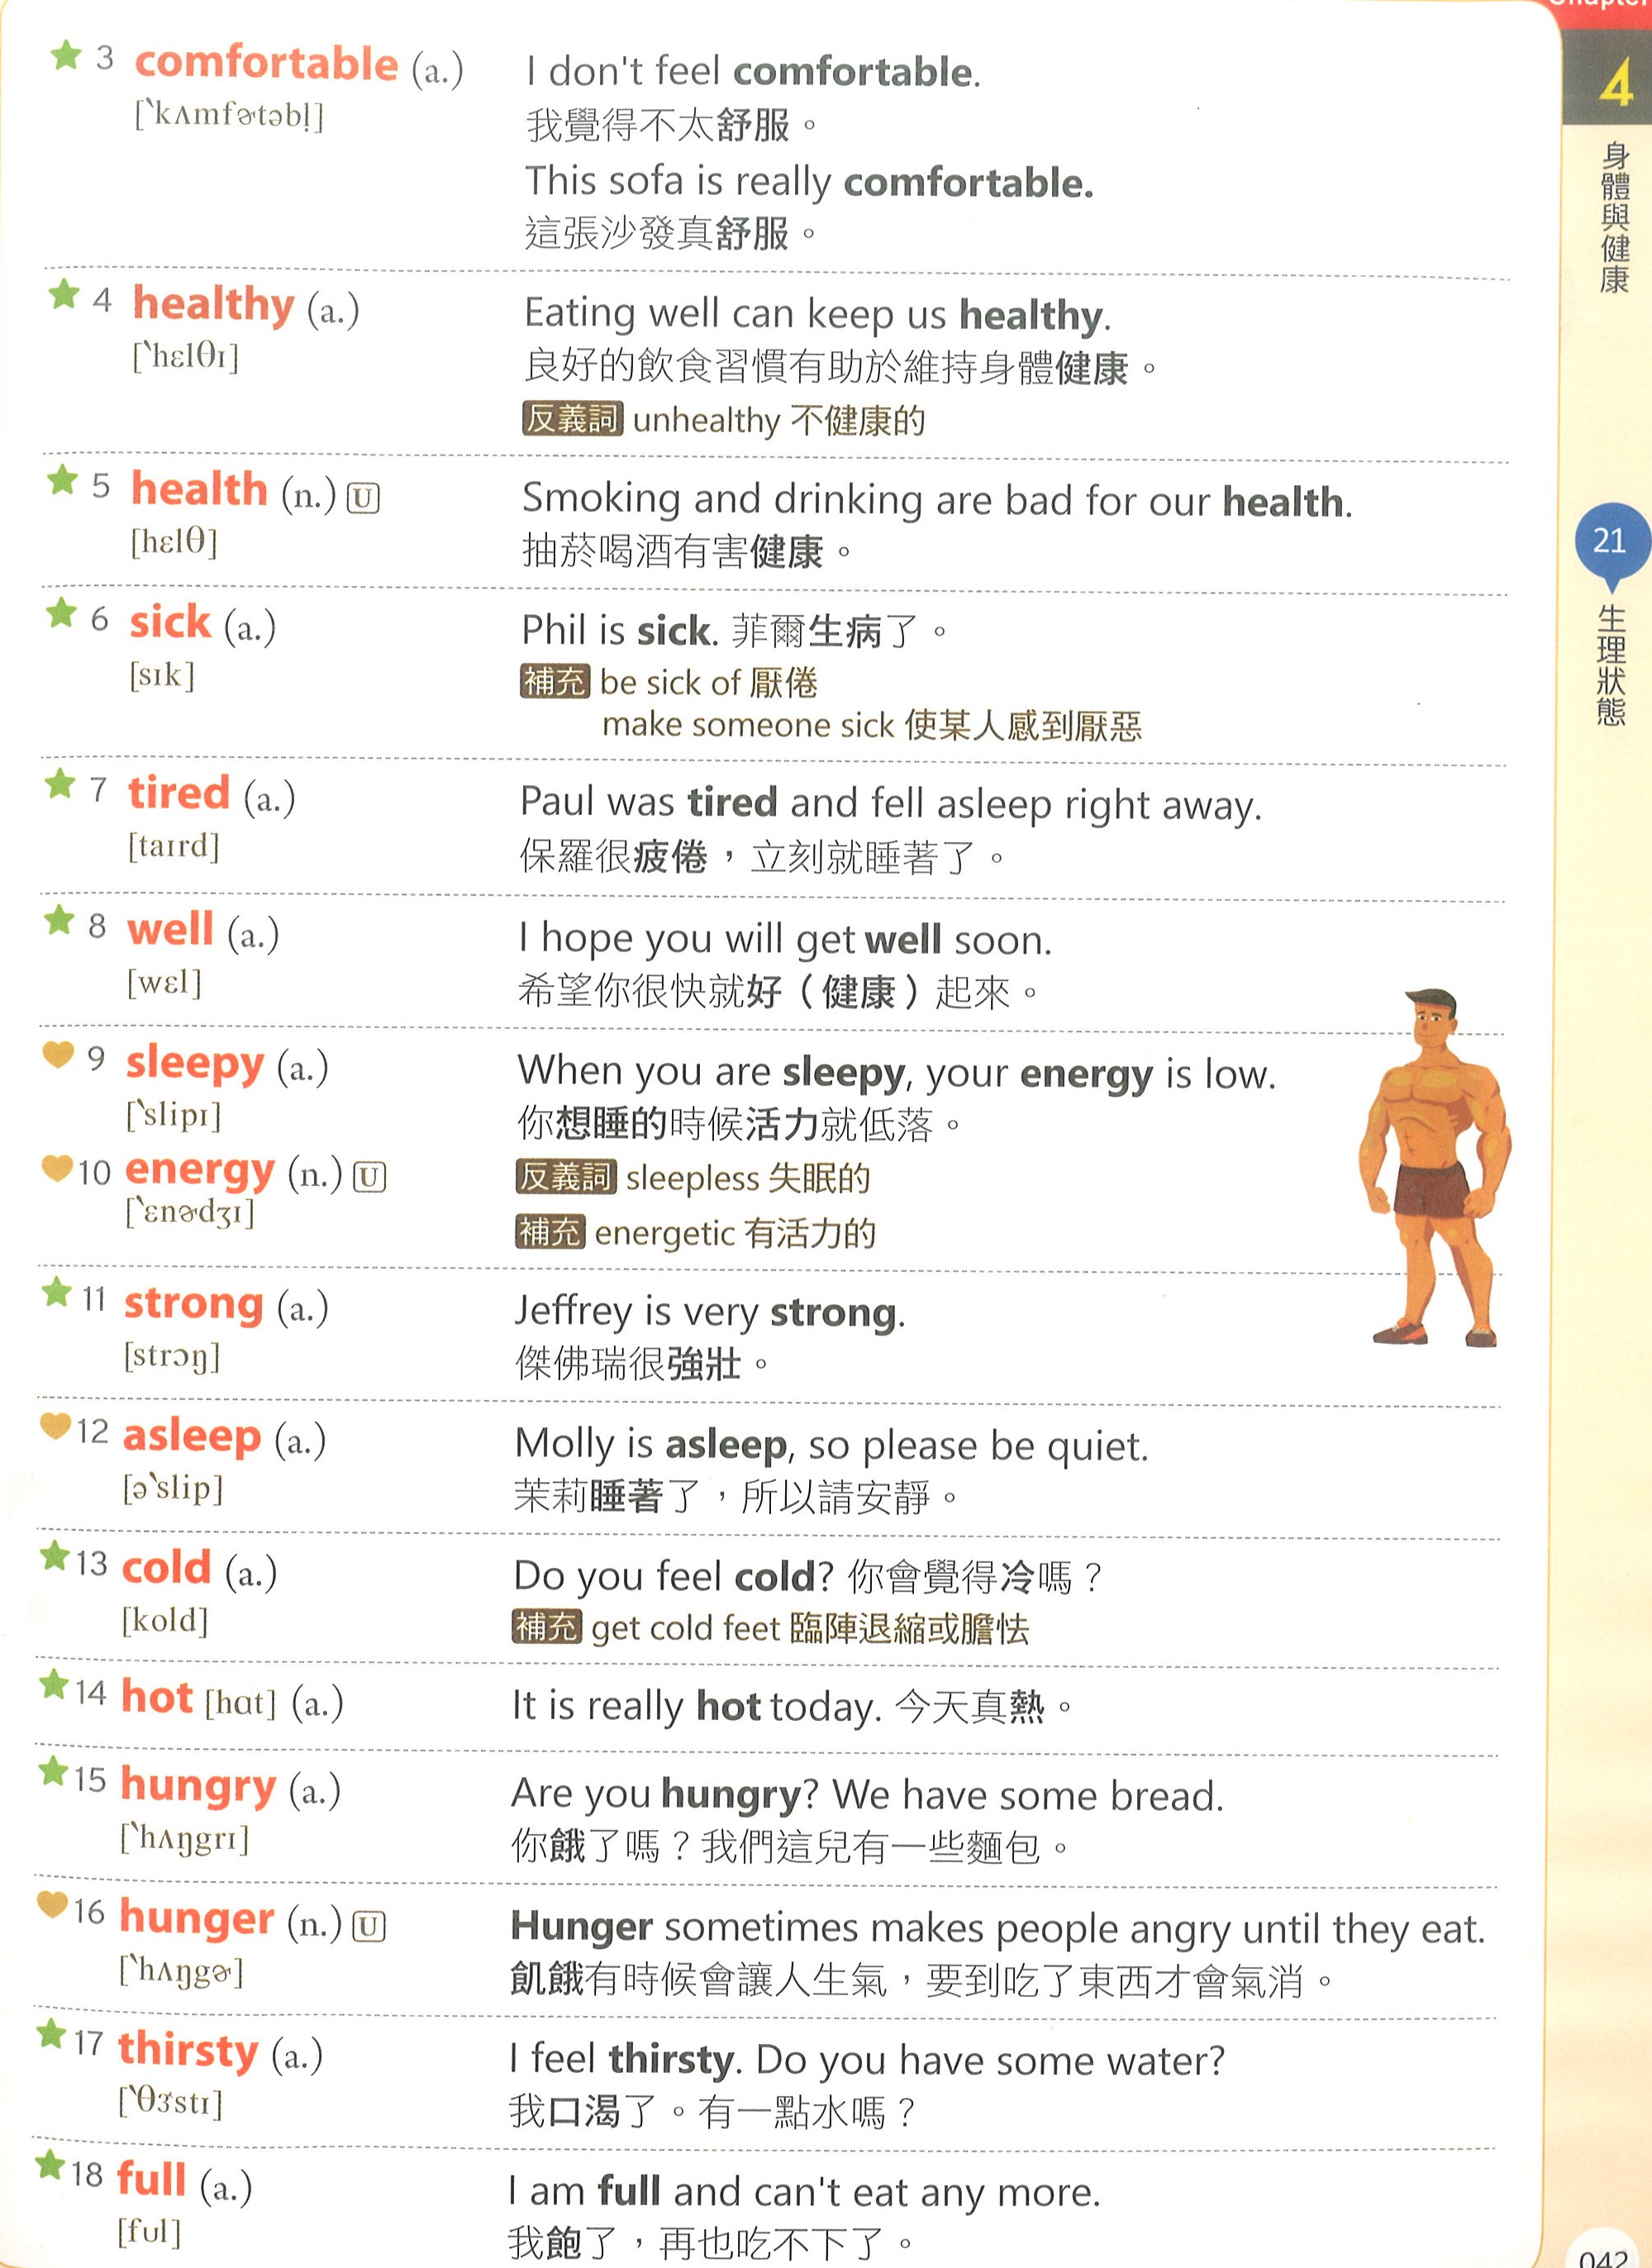 ★ 3 comfortable (a.) I don't feel comfortable.
[ˋkʌmfɚtəb!] 我覺得不太舒服。
This sofa is really comfortable.
這張沙發真舒服。
★ 4 healthy (a.) Eating well can keep us healthy.
[ˋhɛlθɪ] 良好的飲食習慣有助於維持身體健康。
反義詞 unhealthy 不健康的
★ 5 health (n.) U Smoking and drinking are bad for our health.
[hɛlθ] 抽菸喝酒有害健康。
★ 6 sick (a.) Phil is sick. 菲爾生病了。
[sɪk] 補充 be sick of 厭倦
make someone sick 使某人感到厭惡
★ 7 tired (a.) Paul was tired and fell asleep right away.
[taɪrd] 保羅很疲倦，立刻就睡著了。
★ 8 well (a.) I hope you will get well soon.
[wɛl] 希望你很快就好（健康）起來。
♥ 9 sleepy (a.) When you are sleepy, your energy is low.
[ˋslipɪ] 你想睡的時候活力就低落。
♥ 10 energy (n.) U 反義詞 sleepless 失眠的
[ˋɛnɚdʒɪ] 補充 energetic 有活力的
★ 11 strong (a.) Jeffrey is very strong.
[strɔŋ] 傑佛瑞很強壯。
♥ 12 asleep (a.) Molly is asleep, so please be quiet.
[əˋslip] 茉莉睡著了，所以請安靜。
★ 13 cold (a.) Do you feel cold? 你會覺得冷嗎？
[kold] 補充 get cold feet 臨陣退縮或膽怯
★ 14 hot [hɑt] (a.) It is really hot today. 今天真熱。
★ 15 hungry (a.) Are you hungry? We have some bread.
[ˋhʌŋgrɪ] 你餓了嗎？我們這兒有一些麵包。
♥ 16 hunger (n.) U Hunger sometimes makes people angry until they eat.
[ˋhʌŋgɚ] 飢餓有時候會讓人生氣，要到吃了東西才會氣消。
★ 17 thirsty (a.) I feel thirsty. Do you have some water?
[ˋθɝstɪ] 我口渴了。有一點水嗎？
★ 18 full (a.) I am full and can't eat any more.
[fʊl] 我飽了，再也吃不下了。
Chapter
4
身體與健康
21
生理狀態
042